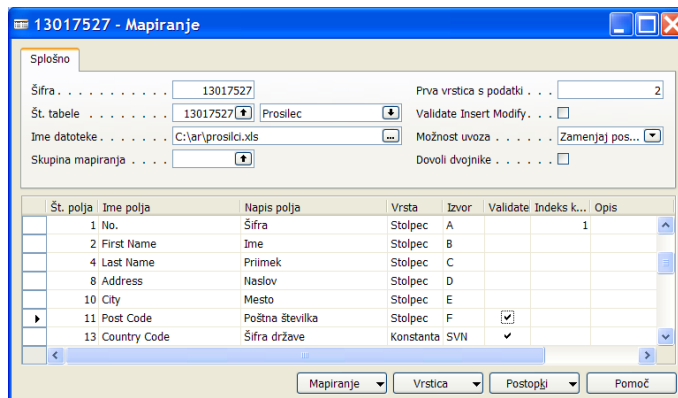 13017527 - Mapiranje
Splošno
Šifra . . . . . . . . . . . 13017527 Prva vrstica s podatki . . . 2
Št. tabele . . . . . . . . 13017527 Prosilec Validate Insert Modify . . .
Ime datoteke . . . . . . . C:\ar\prosilci.xls ... Možnost uvoza . . . . . . Zamenjaj pos...
Skupina mapiranja . . . . Dovoli dvojnike . . . . . .
Št. polja Ime polja Napis polja Vrsta Izvor Validate Indeks k... Opis
1 No. Šifra Stolpec A 1
2 First Name Ime Stolpec B
4 Last Name Priimek Stolpec C
8 Address Naslov Stolpec D
10 City Mesto Stolpec E
11 Post Code Poštna številka Stolpec F ✔
13 Country Code Šifra države Konstanta SVN ✔
Mapiranje Vrstica Postopki Pomoč